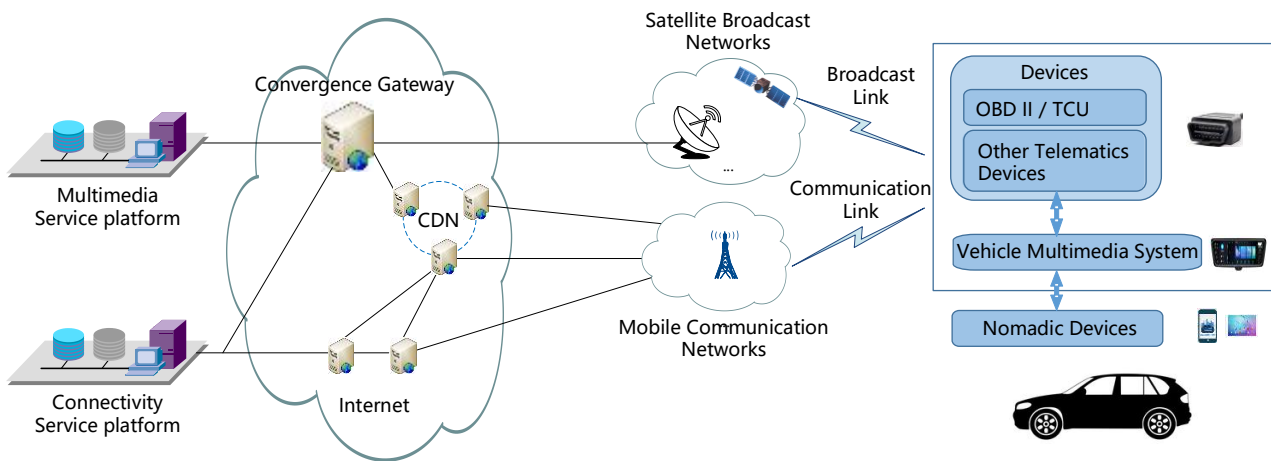 Satellite Broadcast
Networks
Convergence Gateway
Broadcast
Link
Devices
OBD II / TCU
Other Telematics
Devices
...
Multimedia
Service platform
CDN
Communication
Link
Vehicle Multimedia System
Mobile Communication
Networks
Nomadic Devices
Internet
Connectivity
Service platform